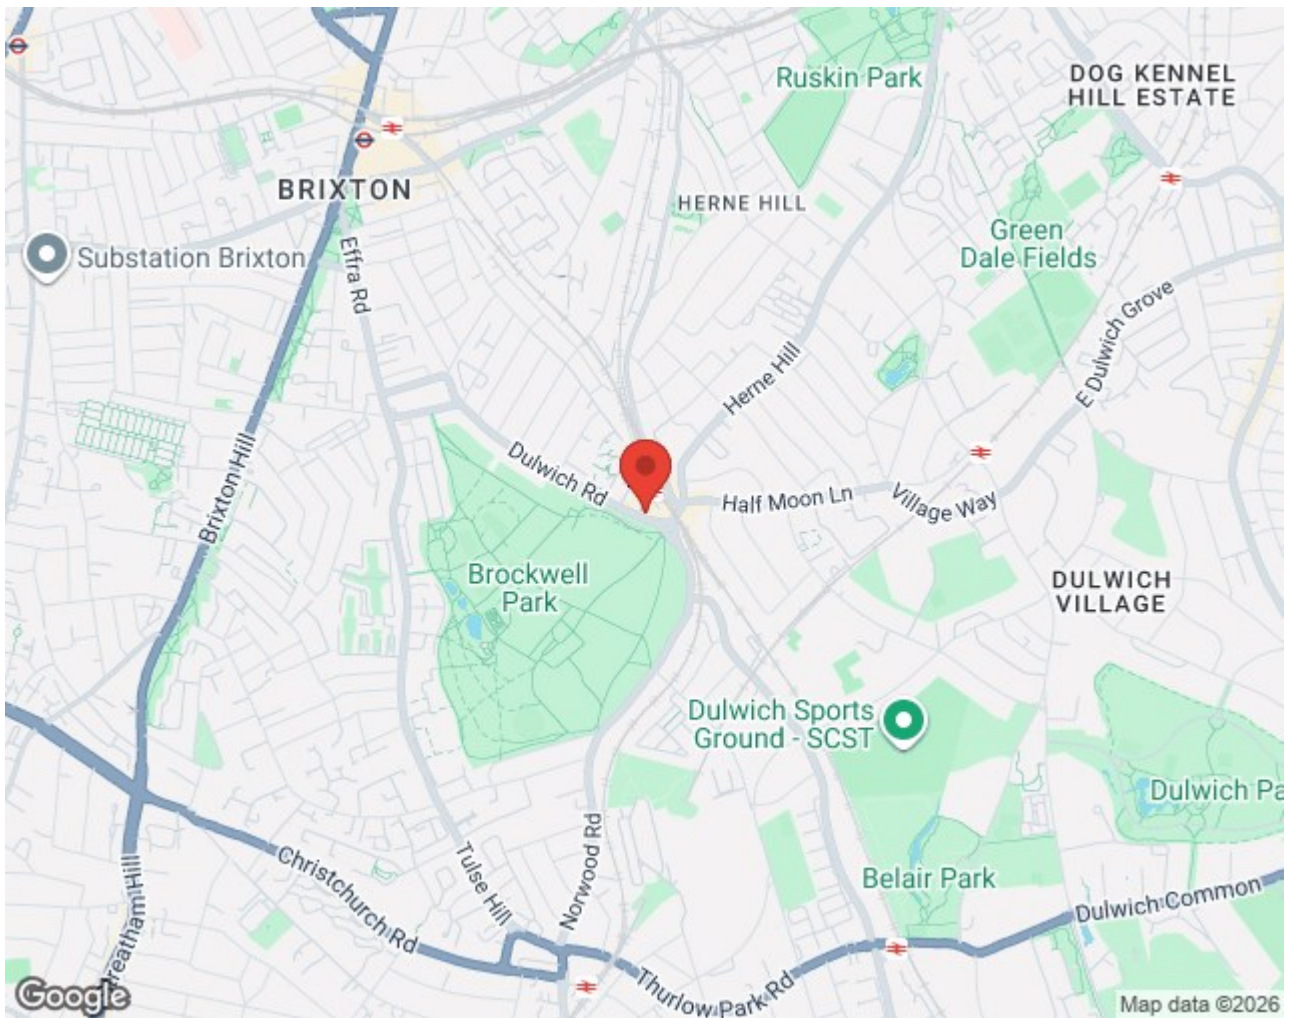 Ruskin Park
DOG KENNEL
HILL ESTATE
BRIXTON
HERNE HILL
Green
Dale Fields
Substation Brixton
Effra Rd
E Dulwich Grove
Herne Hill
Brixton Hill
Dulwich Rd
Half Moon Ln
Village Way
Brockwell
Park
DULWICH
VILLAGE
Dulwich Sports
Ground - SCST
Dulwich Pa
Tulse Hill
Norwood Rd
Christchurch Rd
Belair Park
Dulwich Common
reatham Hill
Thurlow Park Rd
Google
Map data ©2026